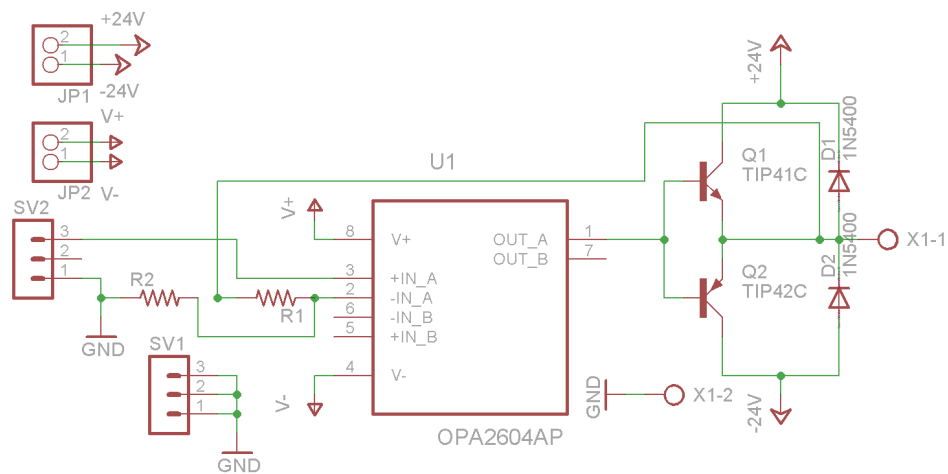 +24V
2
1
-24V
JP1
V+
2
1
JP2
V-
SV2
3
2
1
R2
GND
SV1
3
2
1
GND
R1
U1
V+
8
3
2
6
5
4
V-
V+
+IN_A
-IN_A
-IN_B
+IN_B
V-
OUT_A
OUT_B
1
7
OPA2604AP
+24V
Q1
TIP41C
D1
1N5400
Q2
TIP42C
D2
1N5400
X1-1
GND
X1-2
-24V